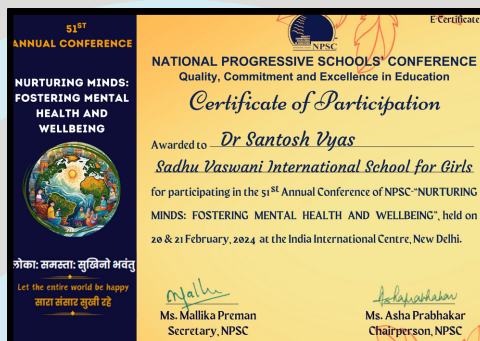 51ST
ANNUAL CONFERENCE
NURTURING MINDS:
FOSTERING MENTAL
HEALTH AND
WELLBEING
लोका: समस्ता: सुखिनो भवंतु
Let the entire world be happy
सारा संसार सुखी रहे
E Certificate
NPSC
NATIONAL PROGRESSIVE SCHOOLS' CONFERENCE
Quality, Commitment and Excellence in Education
Certificate of Participation
Awarded to Dr Santosh Vyas
Sadhu Vaswani International School for Girls
for participating in the 51st Annual Conference of NPSC-"NURTURING
MINDS: FOSTERING MENTAL HEALTH AND WELLBEING", held on
20 & 21 February, 2024 at the India International Centre, New Delhi.
Ms. Mallika Preman
Secretary, NPSC
Ashaprabhakar
Ms. Asha Prabhakar
Chairperson, NPSC